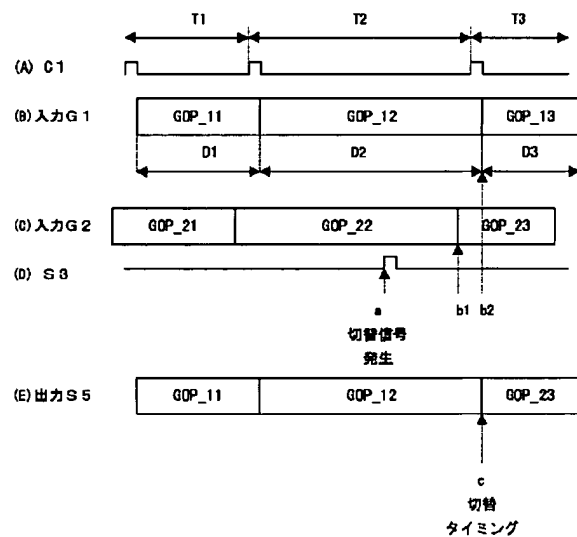 T1 T2 T3
(A) C1
(B)入力G1 GOP_11 GOP_12 GOP_13
D1 D2 D3
(C)入力G2 GOP_21 GOP_22 GOP_23
(D) S3
a b1 b2
切替信号
発生
(E)出力S5 GOP_11 GOP_12 GOP_23
c
切替
タイミング